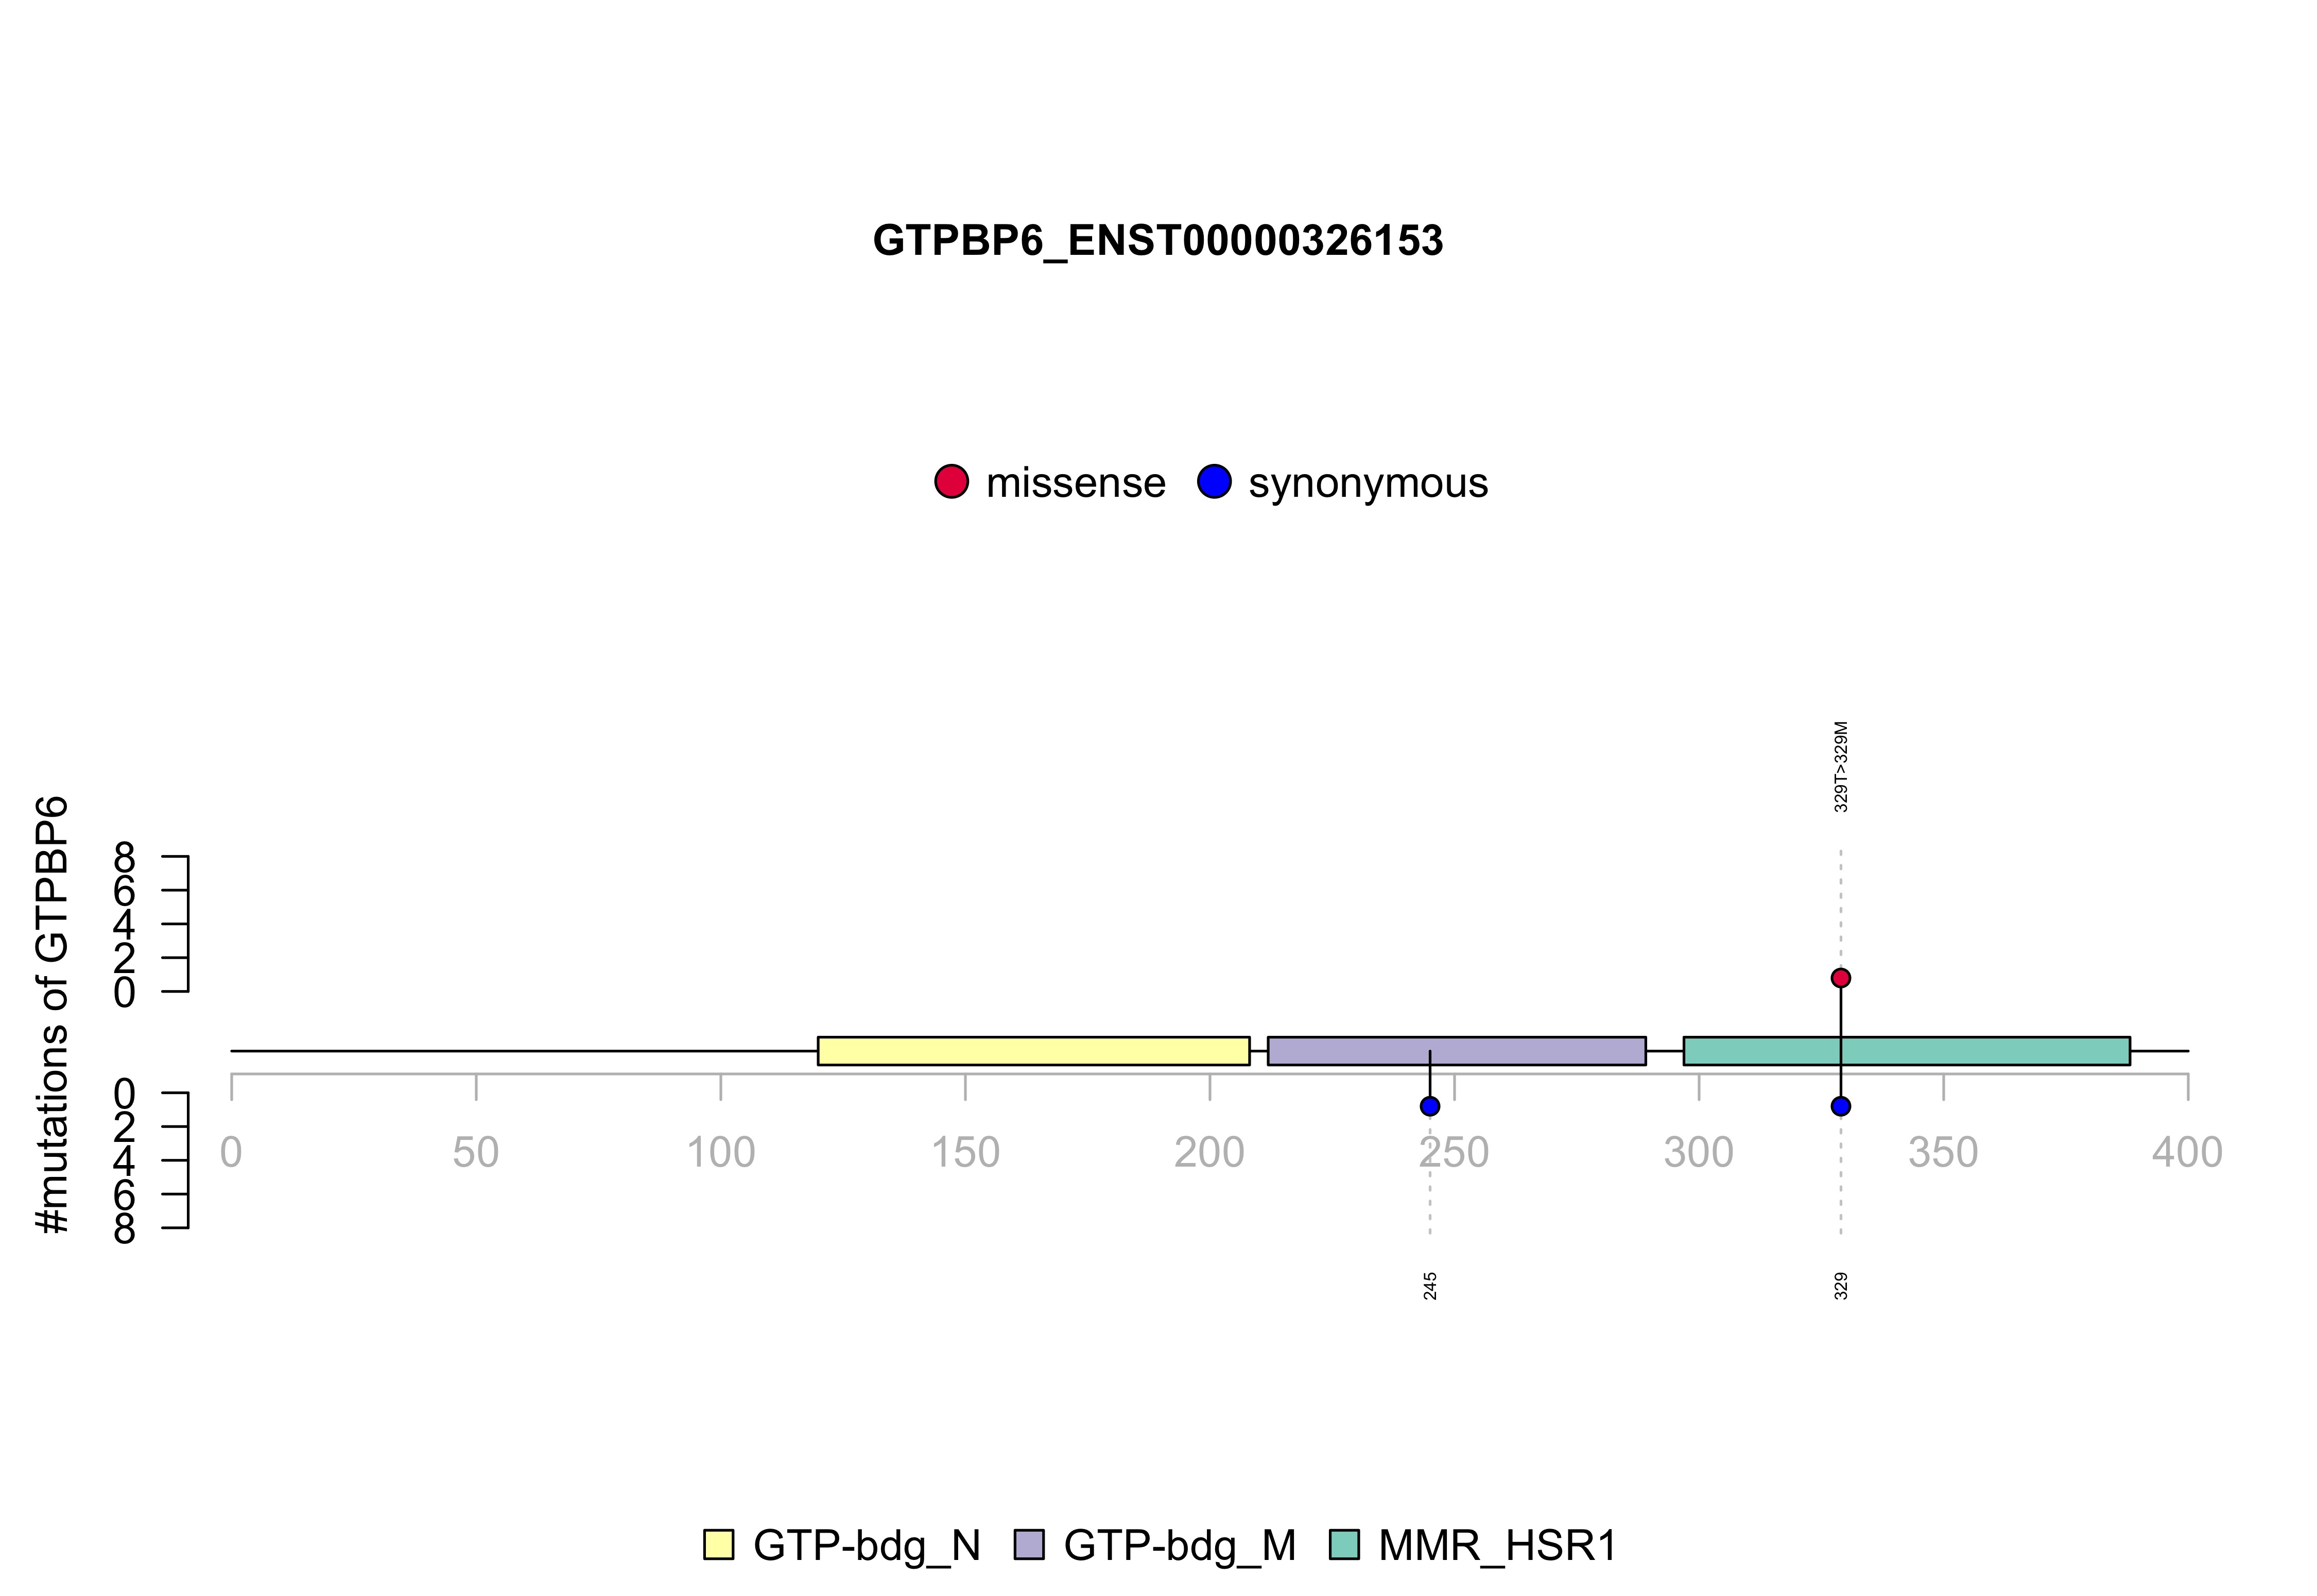 GTPBP6_ENST00000326153
missense synonymous
329T>329M
#mutations of GTPBP6
8
6
4
2
0
0
2
4
6
8
0 50 100 150 200 250 300 350 400
245 329
GTP-bdg_N GTP-bdg_M MMR_HSR1